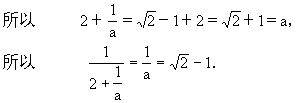 所以 2+1/a=√2-1+2=√2+1=a,
所以 1/(2+1/a)=1/a=√2-1.